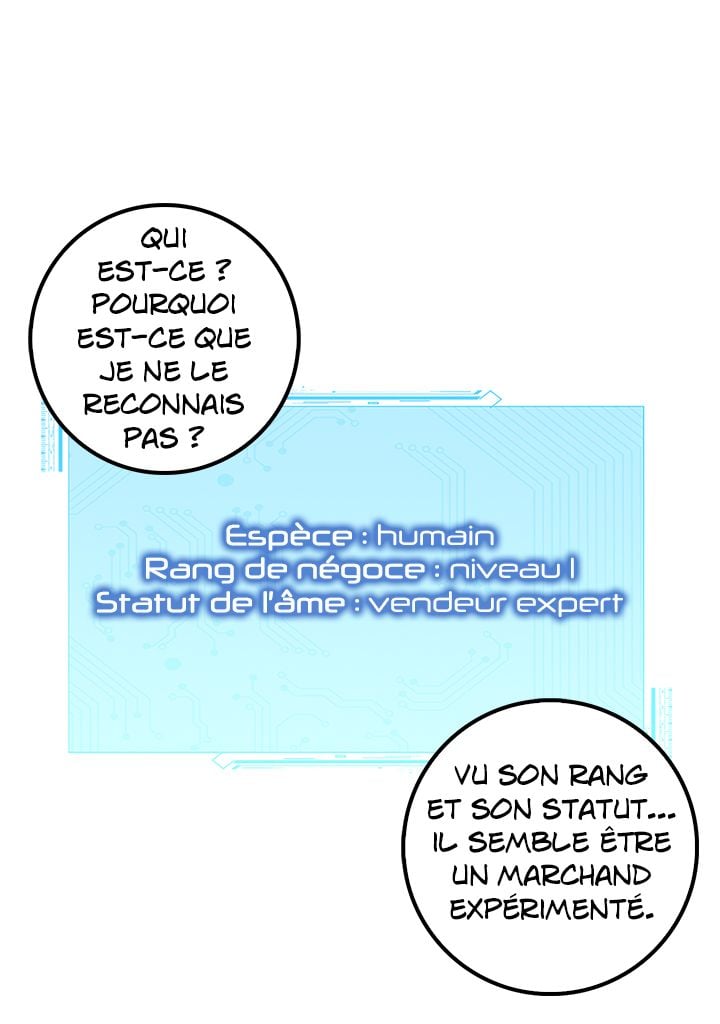 QUI
EST-CE ?
POURQUOI
EST-CE QUE
JE NE LE
RECONNAIS
PAS ?
Espèce : humain
Rang de négoce : niveau 1
Statut de l'âme : vendeur expert
VU SON RANG
ET SON STATUT...
IL SEMBLE ÊTRE
UN MARCHAND
EXPÉRIMENTÉ.